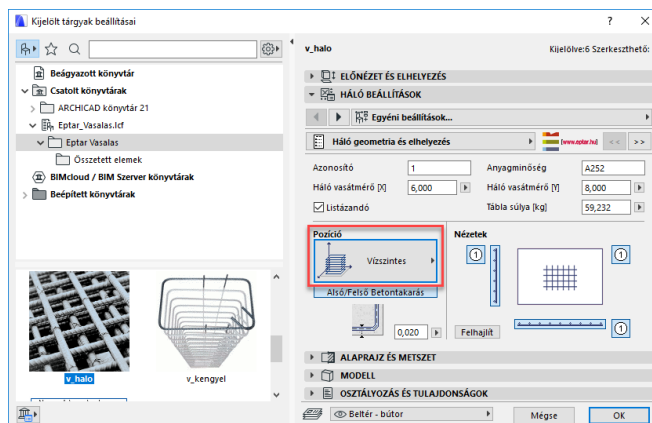 Kijelölt tárgyak beállításai
v_halo
Kijelölve:6 Szerkeszthető:
Beágyazott könyvtár
Csatolt könyvtárak
ARCHICAD könyvtár 21
Eptar_Vasalas.lcf
Eptar Vasalas
Összetett elemek
BIMcloud / BIM Szerver könyvtárak
Beépített könyvtárak
v_halo
v_kengyel
ELŐNÉZET ÉS ELHELYEZÉS
HÁLÓ BEÁLLÍTÁSOK
Egyéni beállítások...
Háló geometria és elhelyezés
[www.eptar.hu]
<< >>
Azonosító 1 Anyagminőség A252
Háló vasátmérő [X] 6,000 Háló vasátmérő [Y] 8,000
Listázandó Tábla súlya [kg] 59,232
Pozíció Nézetek
Vízszintes
1 1
Alsó/Felső Betontakarás
0,020 Felhajlít 1
ALAPRAJZ ÉS METSZET
MODELL
OSZTÁLYOZÁS ÉS TULAJDONSÁGOK
Beltér - bútor
Mégse OK